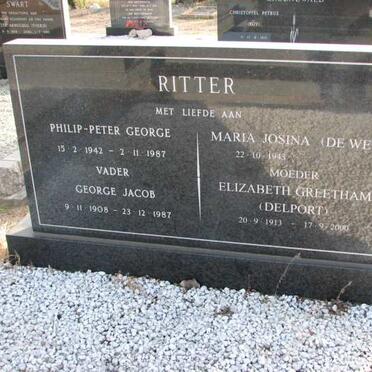 SWART
CHRISTOFFEL PETRUS
RITTER
MET LIEFDE AAN
PHILIP-PETER GEORGE
15·2·1942 - 2·11·1987
VADER
GEORGE JACOB
9·11·1908 - 23·12·1987
MARIA JOSINA (DE WE
22·10·1943
MOEDER
ELIZABETH GREETHAM
(DELPORT)
20·9·1913 - 17·9·2000